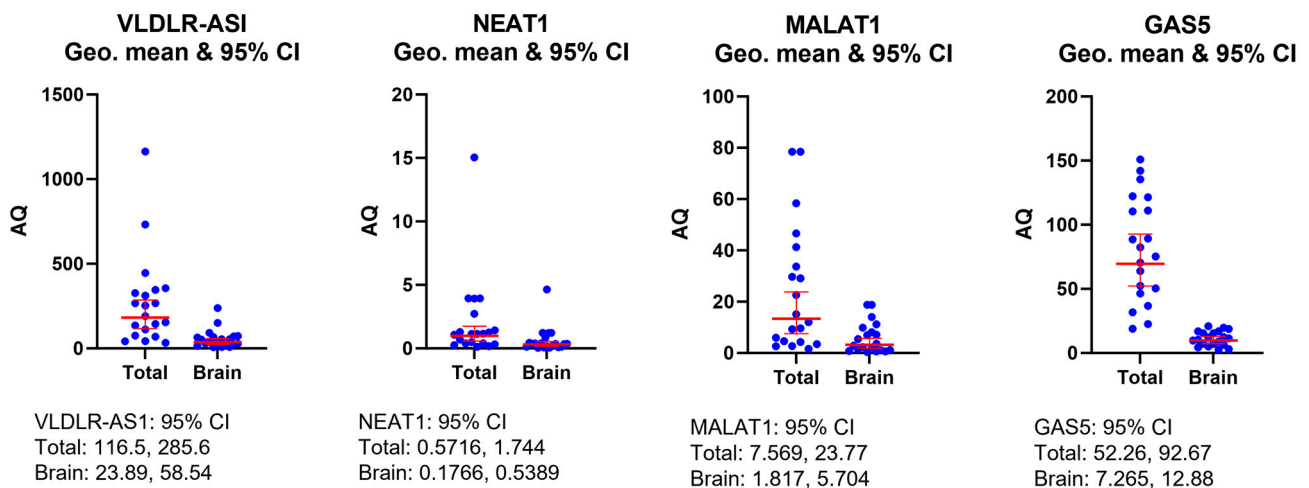 VLDLR-ASI
Geo. mean & 95% CI
1500
1000
500
0
AQ
Total
Brain
VLDLR-AS1: 95% CI
Total: 116.5, 285.6
Brain: 23.89, 58.54
NEAT1
Geo. mean & 95% CI
20
15
1
5
0
AQ
Total
Brain
NEAT1: 95% CI
Total: 0.5716, 1.744
Brain: 0.1766, 0.5389
MALAT1
Geo. mean & 95% CI
100
80
60
40
20
0
AQ
Total
Brain
MALAT1: 95% CI
Total: 7.569, 23.77
Brain: 1.817, 5.704
GAS5
Geo. mean & 95% CI
200
150
100
50
0
AQ
Total
Brain
GAS5: 95% CI
Total: 52.26, 92.67
Brain: 7.265, 12.88